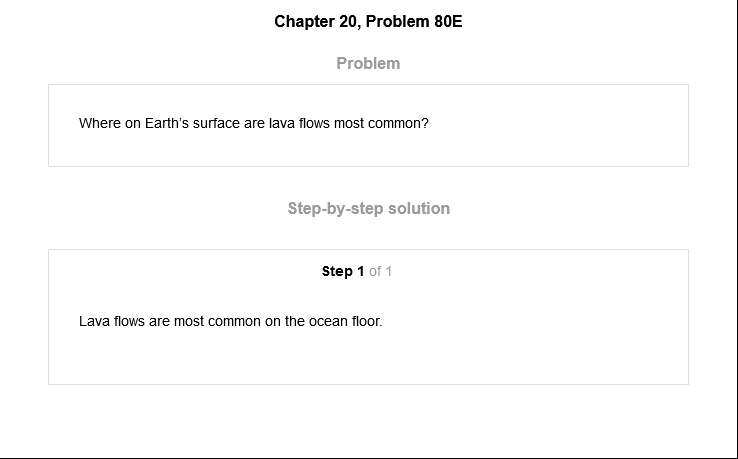 Chapter 20, Problem 80E
Problem
Where on Earth's surface are lava flows most common?
Step-by-step solution
Step 1 of 1
Lava flows are most common on the ocean floor.